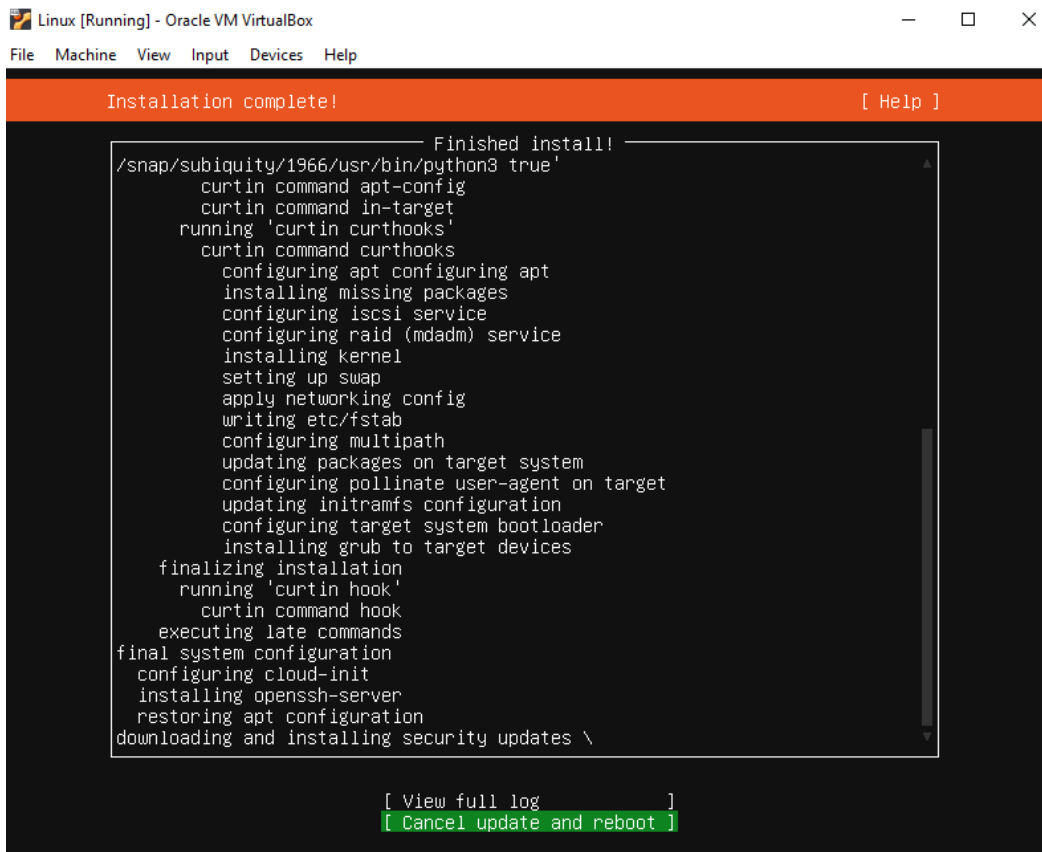 Linux [Running] - Oracle VM VirtualBox
File Machine View Input Devices Help
Installation complete! [ Help ]
Finished install!
/snap/subiquity/1966/usr/bin/python3 true'
curtin command apt-config
curtin command in-target
running 'curtin curthooks'
curtin command curthooks
configuring apt configuring apt
installing missing packages
configuring iscsi service
configuring raid (mdadm) service
installing kernel
setting up swap
apply networking config
writing etc/fstab
configuring multipath
updating packages on target system
configuring pollinate user-agent on target
updating initramfs configuration
configuring target system bootloader
installing grub to target devices
finalizing installation
running 'curtin hook'
curtin command hook
executing late commands
final system configuration
configuring cloud-init
installing openssh-server
restoring apt configuration
downloading and installing security updates \
[ View full log ]
[ Cancel update and reboot ]